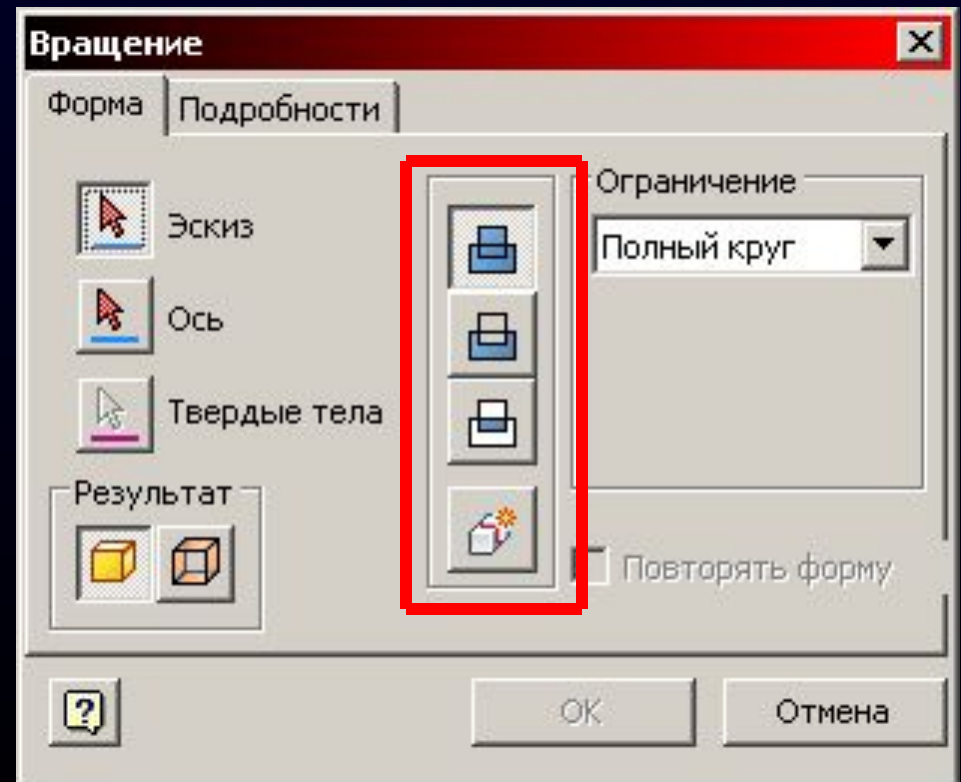 Вращение
Форма
Подробности
Эскиз
Ось
Твердые тела
Результат
Ограничение
Полный круг
Повторять форму
?
OK
Отмена